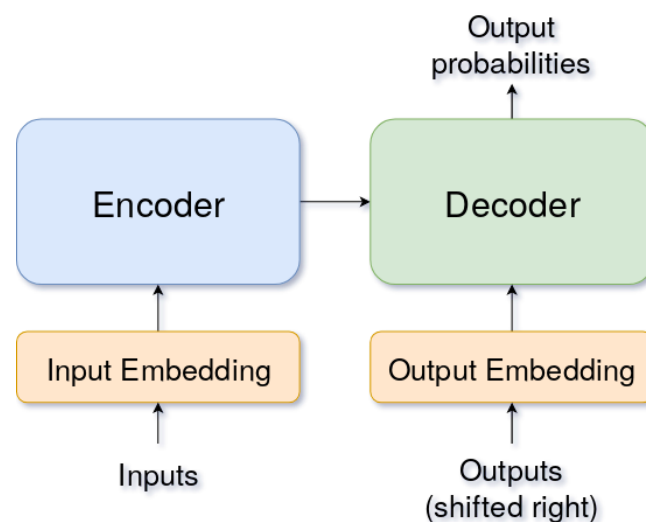 Output
probabilities
Encoder
Decoder
Input Embedding
Output Embedding
Inputs
Outputs
(shifted right)